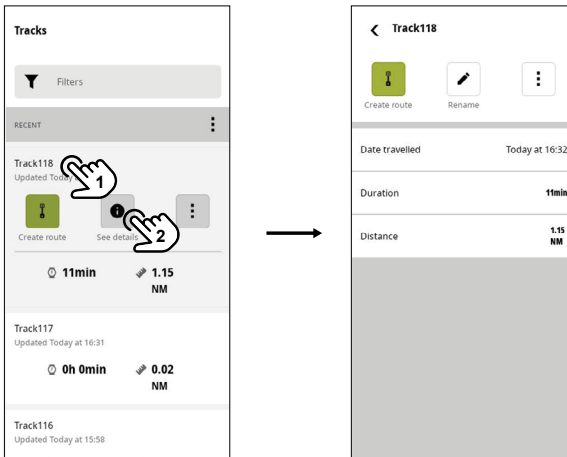 Tracks
Filters
RECENT
Track118
Updated Today
1
Create route
See details
2
11min
1.15
NM
Track117
Updated Today at 16:31
0h 0min
0.02
NM
Track116
Updated Today at 15:58
Track118
Create route
Rename
Date travelled
Today at 16:32
Duration
11min
Distance
1.15
NM